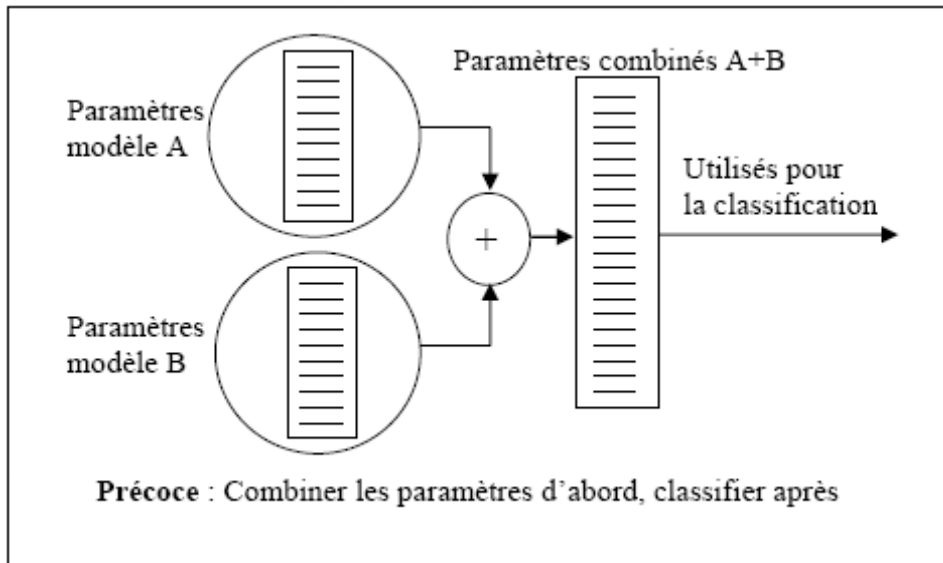 Paramètres
modèle A
Paramètres combinés A+B
+
Utilisés pour
la classification
Paramètres
modèle B
Précoce : Combiner les paramètres d’abord, classifier après